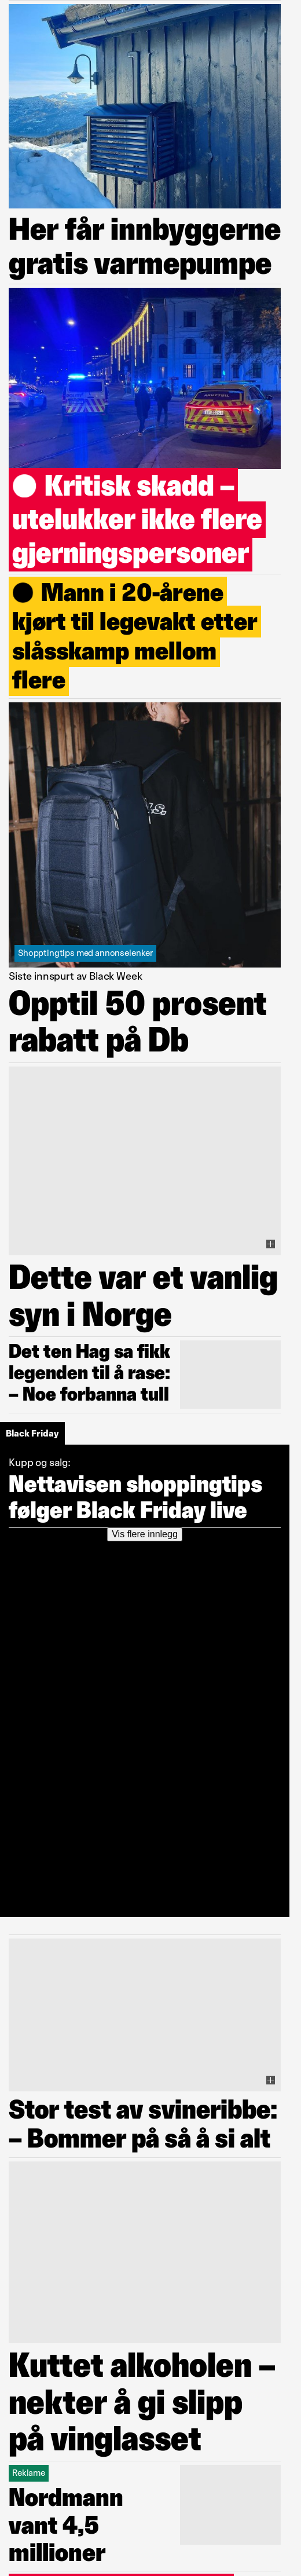 Her får innbyggerne
gratis varmepumpe
Kritisk skadd –
utelukker ikke flere
gjerningspersoner
Mann i 20-årene
kjørt til legevakt etter
slåsskamp mellom
flere
Shopptingtips med annonselenker
Siste innspurt av Black Week
Opptil 50 prosent
rabatt på Db
Dette var et vanlig
syn i Norge
Det ten Hag sa fikk
legenden til å rase:
– Noe forbanna tull
Black Friday
Kupp og salg:
Nettavisen shoppingtips
følger Black Friday live
Vis flere innlegg
Stor test av svineribbe:
– Bommer på så å si alt
Kuttet alkoholen –
nekter å gi slipp
på vinglasset
Reklame
Nordmann
vant 4,5
millioner